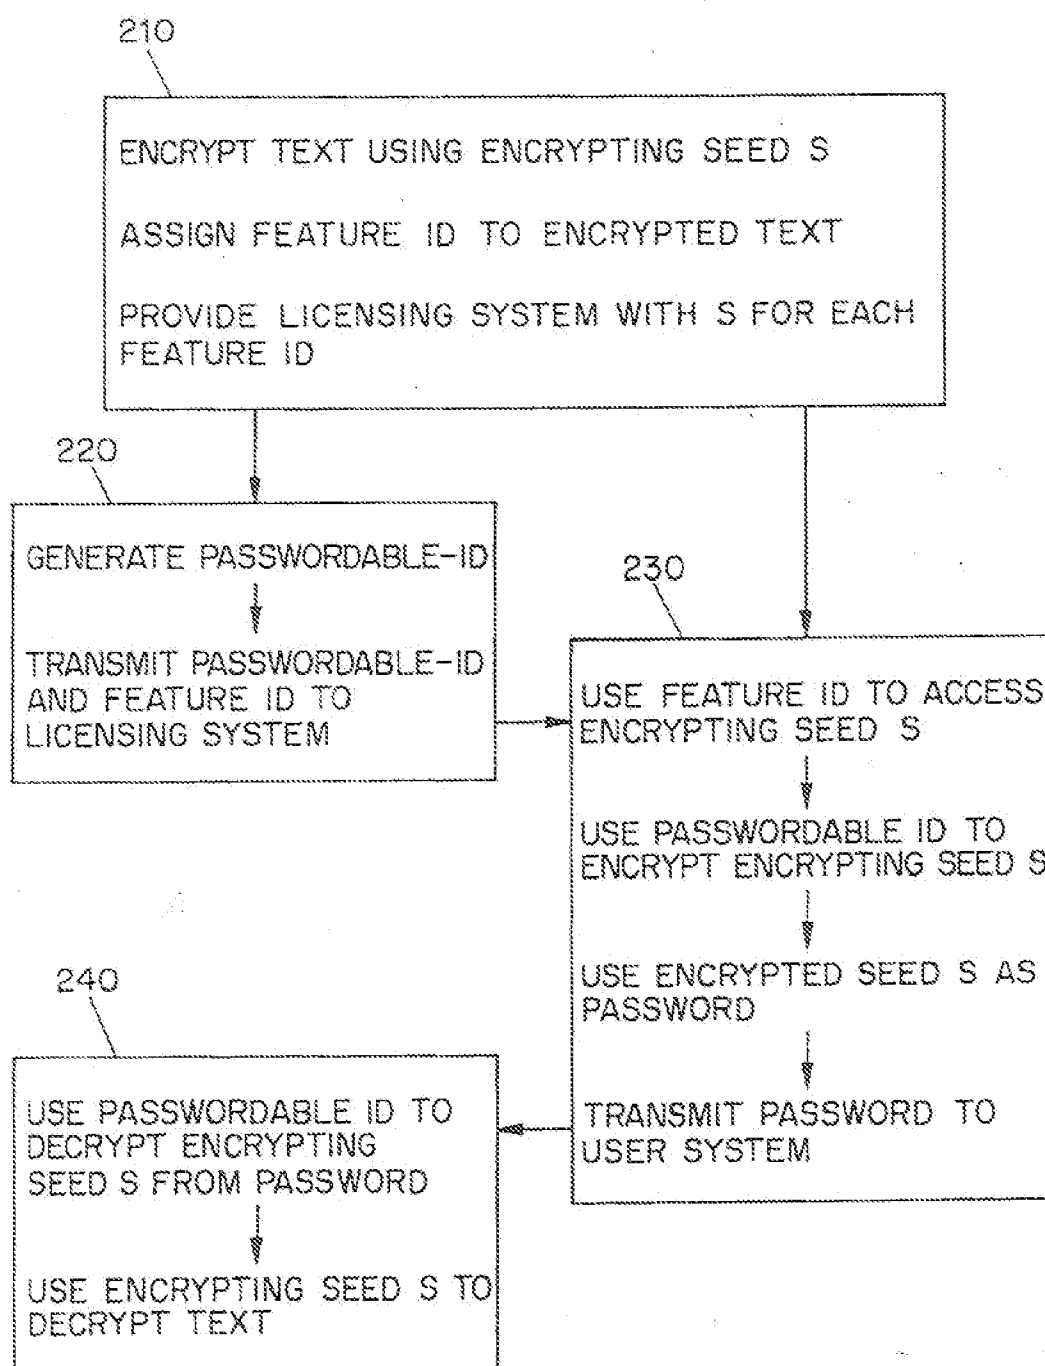 210
ENCRYPT TEXT USING ENCRYPTING SEED S
ASSIGN FEATURE ID TO ENCRYPTED TEXT
PROVIDE LICENSING SYSTEM WITH S FOR EACH
FEATURE ID
220
GENERATE PASSWORDABLE-ID
TRANSMIT PASSWORDABLE-ID
AND FEATURE ID TO
LICENSING SYSTEM
230
USE FEATURE ID TO ACCESS
ENCRYPTING SEED S
USE PASSWORDABLE ID TO
ENCRYPT ENCRYPTING SEED S
USE ENCRYPTED SEED S AS
PASSWORD
TRANSMIT PASSWORD TO
USER SYSTEM
240
USE PASSWORDABLE ID TO
DECRYPT ENCRYPTING
SEED S FROM PASSWORD
USE ENCRYPTING SEED S TO
DECRYPT TEXT